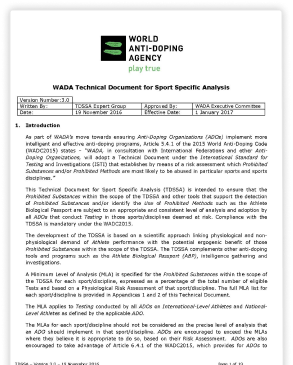 WORLD
ANTI-DOPING
AGENCY
play true
WADA Technical Document for Sport Specific Analysis
Version Number:3.0
Written By: TDSSA Expert Group Approved By: WADA Executive Committee
Date: 19 November 2016 Effective Date: 1 January 2017
1. Introduction
As part of WADA's move towards ensuring Anti-Doping Organizations (ADOs) implement more
intelligent and effective anti-doping programs, Article 5.4.1 of the 2015 World Anti-Doping Code
(WADC2015) states – "WADA, in consultation with International Federations and other Anti-
Doping Organizations, will adopt a Technical Document under the International Standard for
Testing and Investigations (ISTI) that establishes by means of a risk assessment which Prohibited
Substances and/or Prohibited Methods are most likely to be abused in particular sports and sports
disciplines."
This Technical Document for Sport Specific Analysis (TDSSA) is intended to ensure that the
Prohibited Substances within the scope of the TDSSA and other tools that support the detection
of Prohibited Substances and/or identify the Use of Prohibited Methods such as the Athlete
Biological Passport are subject to an appropriate and consistent level of analysis and adoption by
all ADOs that conduct Testing in those sports/disciplines deemed at risk. Compliance with the
TDSSA is mandatory under the WADC2015.
The development of the TDSSA is based on a scientific approach linking physiological and non-
physiological demand of Athlete performance with the potential ergogenic benefit of those
Prohibited Substances within the scope of the TDSSA. The TDSSA complements other anti-doping
tools and programs such as the Athlete Biological Passport (ABP), intelligence gathering and
investigations.
A Minimum Level of Analysis (MLA) is specified for the Prohibited Substances within the scope of
the TDSSA for each sport/discipline, expressed as a percentage of the total number of eligible
Tests and based on a Physiological Risk Assessment of that sport/discipline. The full MLA list for
each sport/discipline is provided in Appendices 1 and 2 of this Technical Document.
The MLA applies to Testing conducted by all ADOs on International-Level Athletes and National-
Level Athletes as defined by the applicable ADO.
The MLAs for each sport/discipline should not be considered as the precise level of analysis that
an ADO should implement in that sport/discipline. ADOs are encouraged to exceed the MLAs
where they believe it is appropriate to do so, based on their Risk Assessment. ADOs are also
encouraged to take advantage of Article 6.4.1 of the WADC2015, which provides for ADOs to
TDSSA – Version 3.0 – 19 November 2016 Page 1 of 10